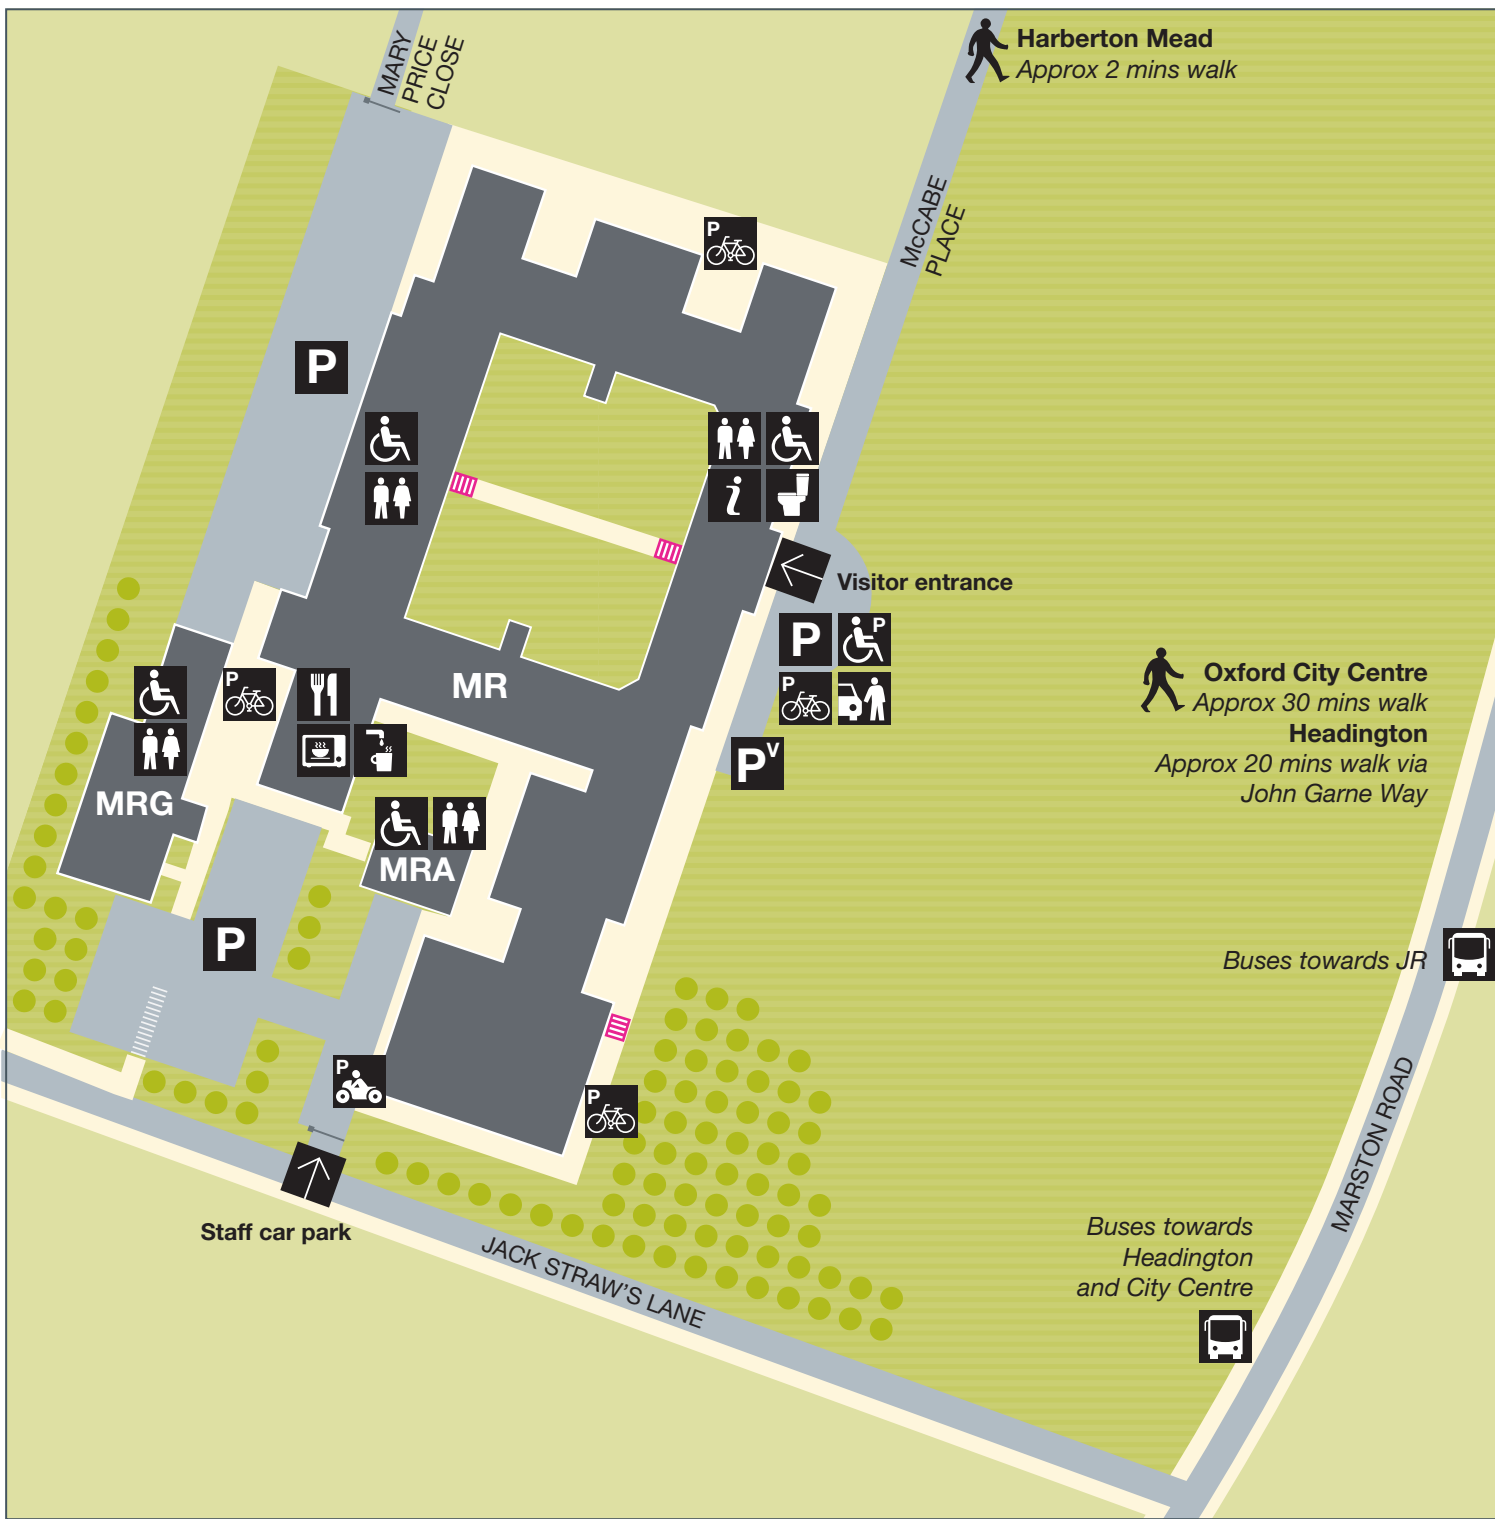 MARY
PRICE
CLOSE
Harberton Mead
Approx 2 mins walk
McCABE
PLACE
P
P
i
Visitor entrance
P
P
P
PV
MR
P
MRG
MRA
P
Oxford City Centre
Approx 30 mins walk
Headington
Approx 20 mins walk via
John Garne Way
Buses towards JR
MARSTON ROAD
P
P
Staff car park
JACK STRAW'S LANE
Buses towards
Headington
and City Centre